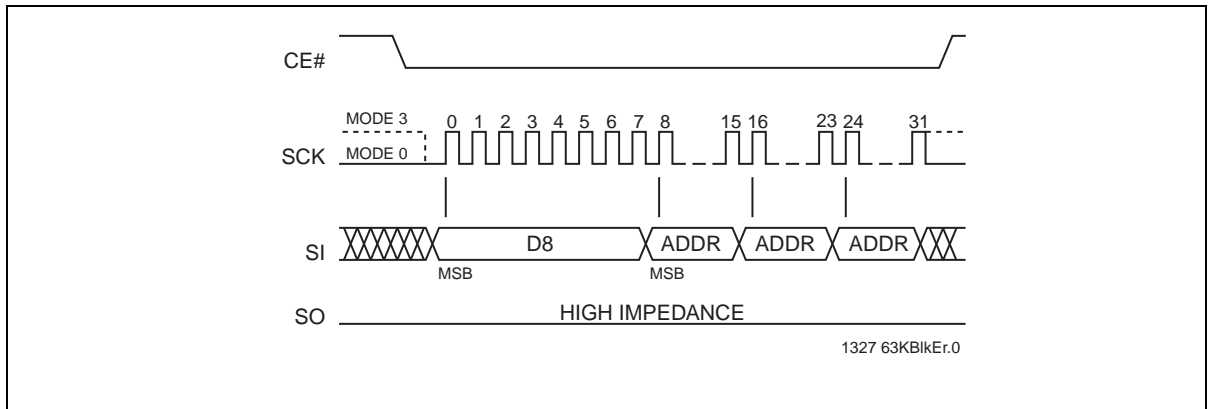 CE#
MODE 3
0 1 2 3 4 5 6 7 8 15 16 23 24 31
SCK
MODE 0
SI
D8 ADDR ADDR ADDR
MSB MSB
SO
HIGH IMPEDANCE
1327 63KBlkEr.0